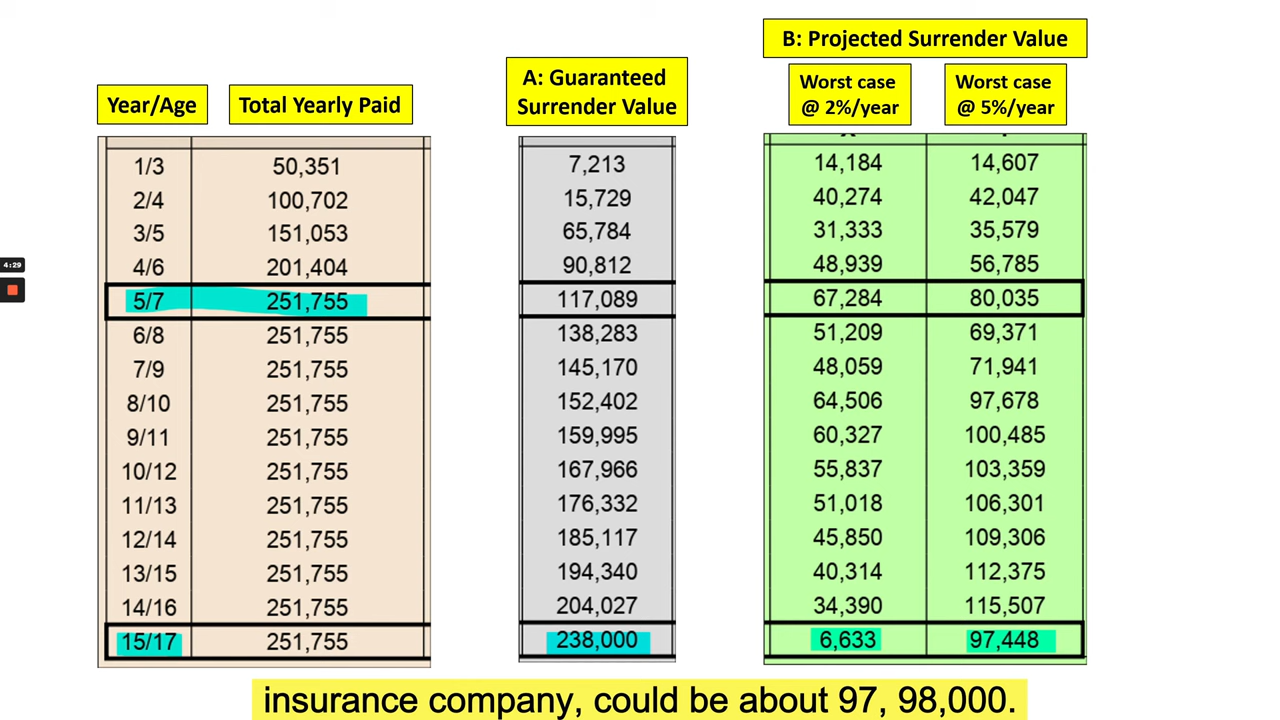 B: Projected Surrender Value
A: Guaranteed
Surrender Value
Worst case
@ 2%/year
Worst case
@ 5%/year
Year/Age Total Yearly Paid
1/3 50,351 7,213 14,184 14,607
2/4 100,702 15,729 40,274 42,047
3/5 151,053 65,784 31,333 35,579
4/6 201,404 90,812 48,939 56,785
5/7 251,755 117,089 67,284 80,035
6/8 251,755 138,283 51,209 69,371
7/9 251,755 145,170 48,059 71,941
8/10 251,755 152,402 64,506 97,678
9/11 251,755 159,995 60,327 100,485
10/12 251,755 167,966 55,837 103,359
11/13 251,755 176,332 51,018 106,301
12/14 251,755 185,117 45,850 109,306
13/15 251,755 194,340 40,314 112,375
14/16 251,755 204,027 34,390 115,507
15/17 251,755 238,000 6,633 97,448
4:29
insurance company, could be about 97, 98,000.